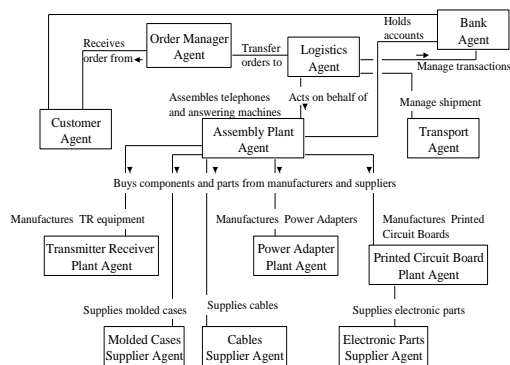 Holds
accounts
Bank
Agent
Receives
order from
Order Manager
Agent
Transfer
orders to
Logistics
Agent
Manage transactions
Assembles telephones
and answering machines
Acts on behalf of
Manage shipment
Customer
Agent
Assembly Plant
Agent
Transport
Agent
Buys components and parts from manufacturers and suppliers
Manufactures TR equipment
Manufactures Power Adapters
Manufactures Printed
Circuit Boards
Transmitter Receiver
Plant Agent
Power Adapter
Plant Agent
Printed Circuit Board
Plant Agent
Supplies molded cases
Supplies cables
Supplies electronic parts
Molded Cases
Supplier Agent
Cables
Supplier Agent
Electronic Parts
Supplier Agent